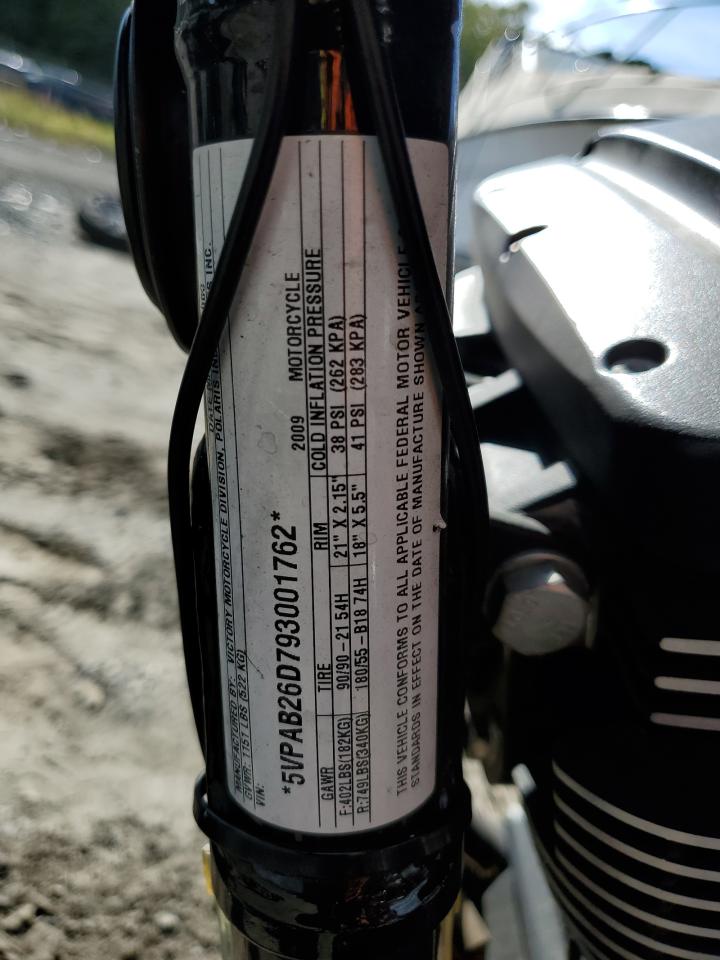 MANUFACTURED BY: VICTORY MOTORCYCLE DIVISION, POLARIS INC.
GVWR: 1151 LBS (522 KG)
VIN:
*5VPAB26D793001762*
2009 MOTORCYCLE
GAWR TIRE RIM COLD INFLATION PRESSURE
F:402LBS(182KG) 90/90-21 54H 21" X 2.15" 38 PSI (262 KPA)
R:749LBS(340KG) 180/55-B18 74H 18" X 5.5" 41 PSI (283 KPA)
THIS VEHICLE CONFORMS TO ALL APPLICABLE FEDERAL MOTOR VEHICLE
STANDARDS IN EFFECT ON THE DATE OF MANUFACTURE SHOWN